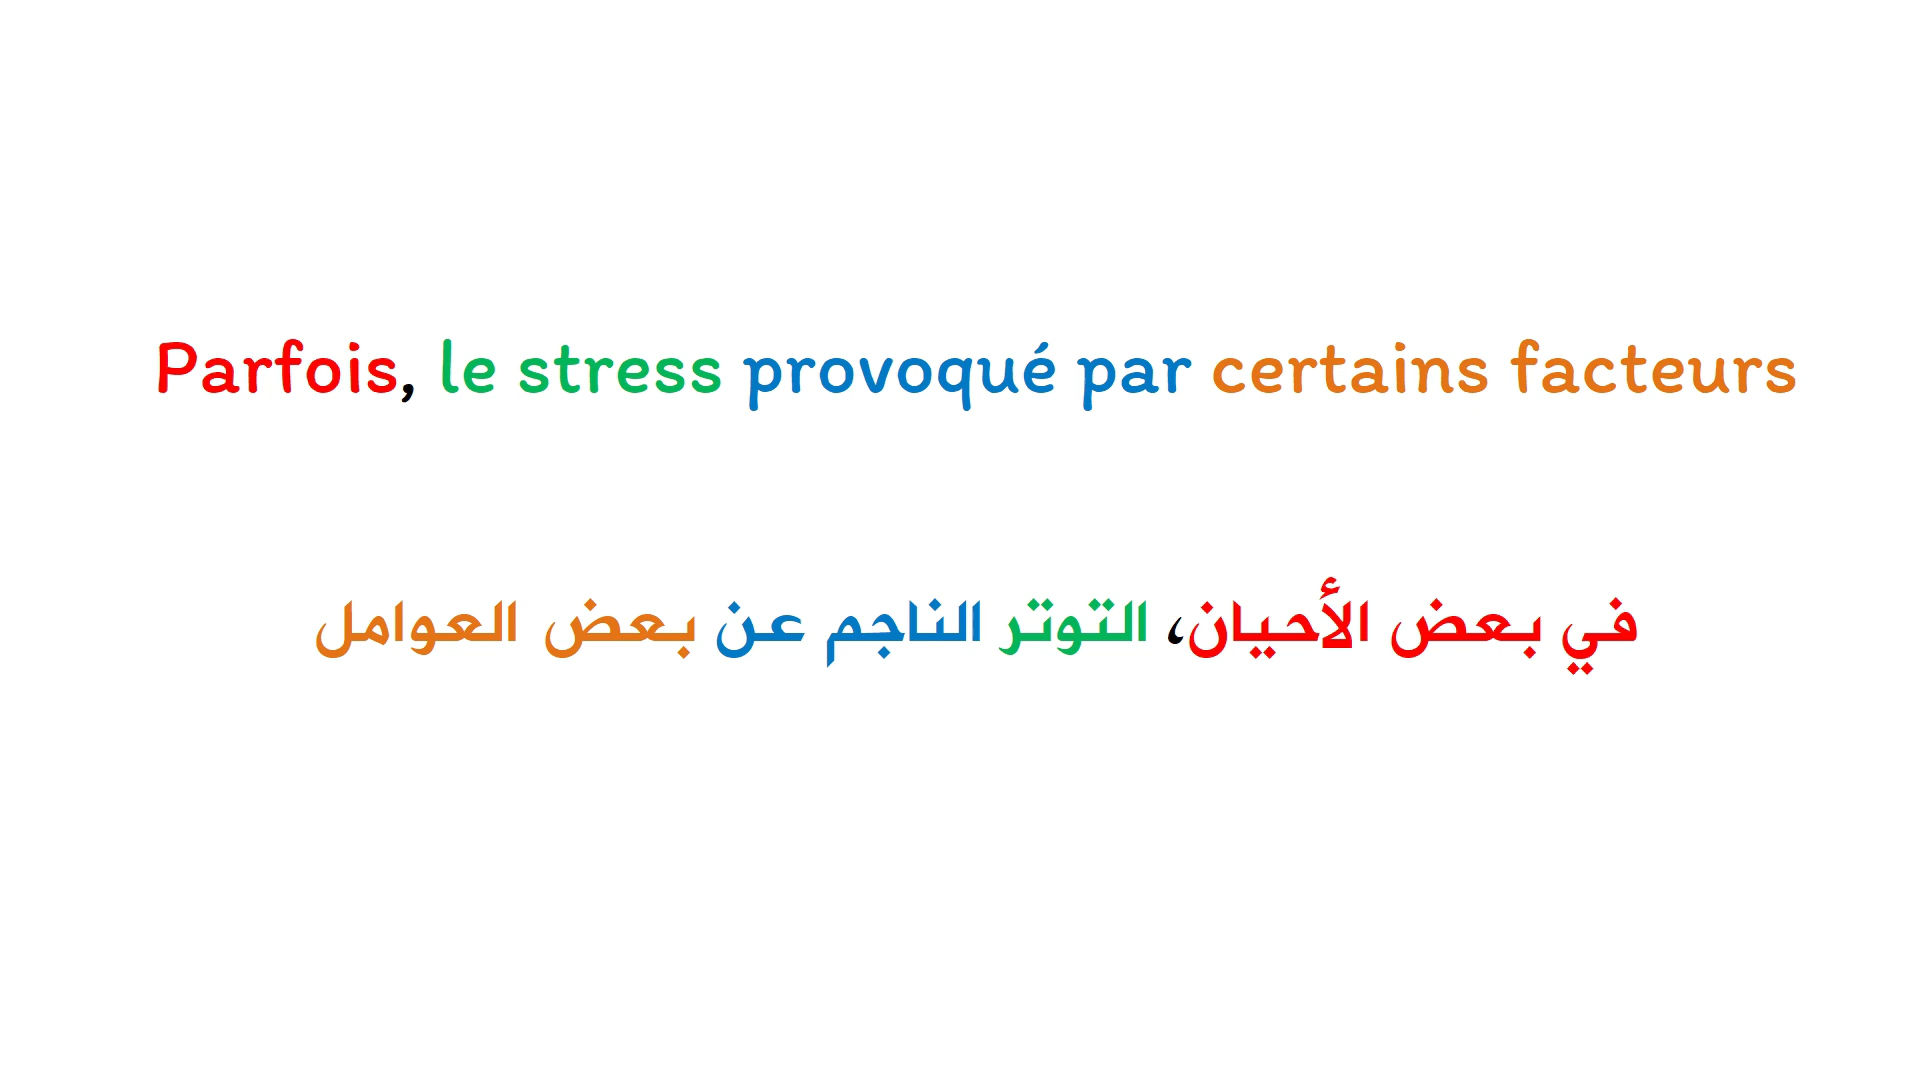 Parfois, le stress provoqué par certains facteurs
في بعض الأحيان، التوتر الناجم عن بعض العوامل